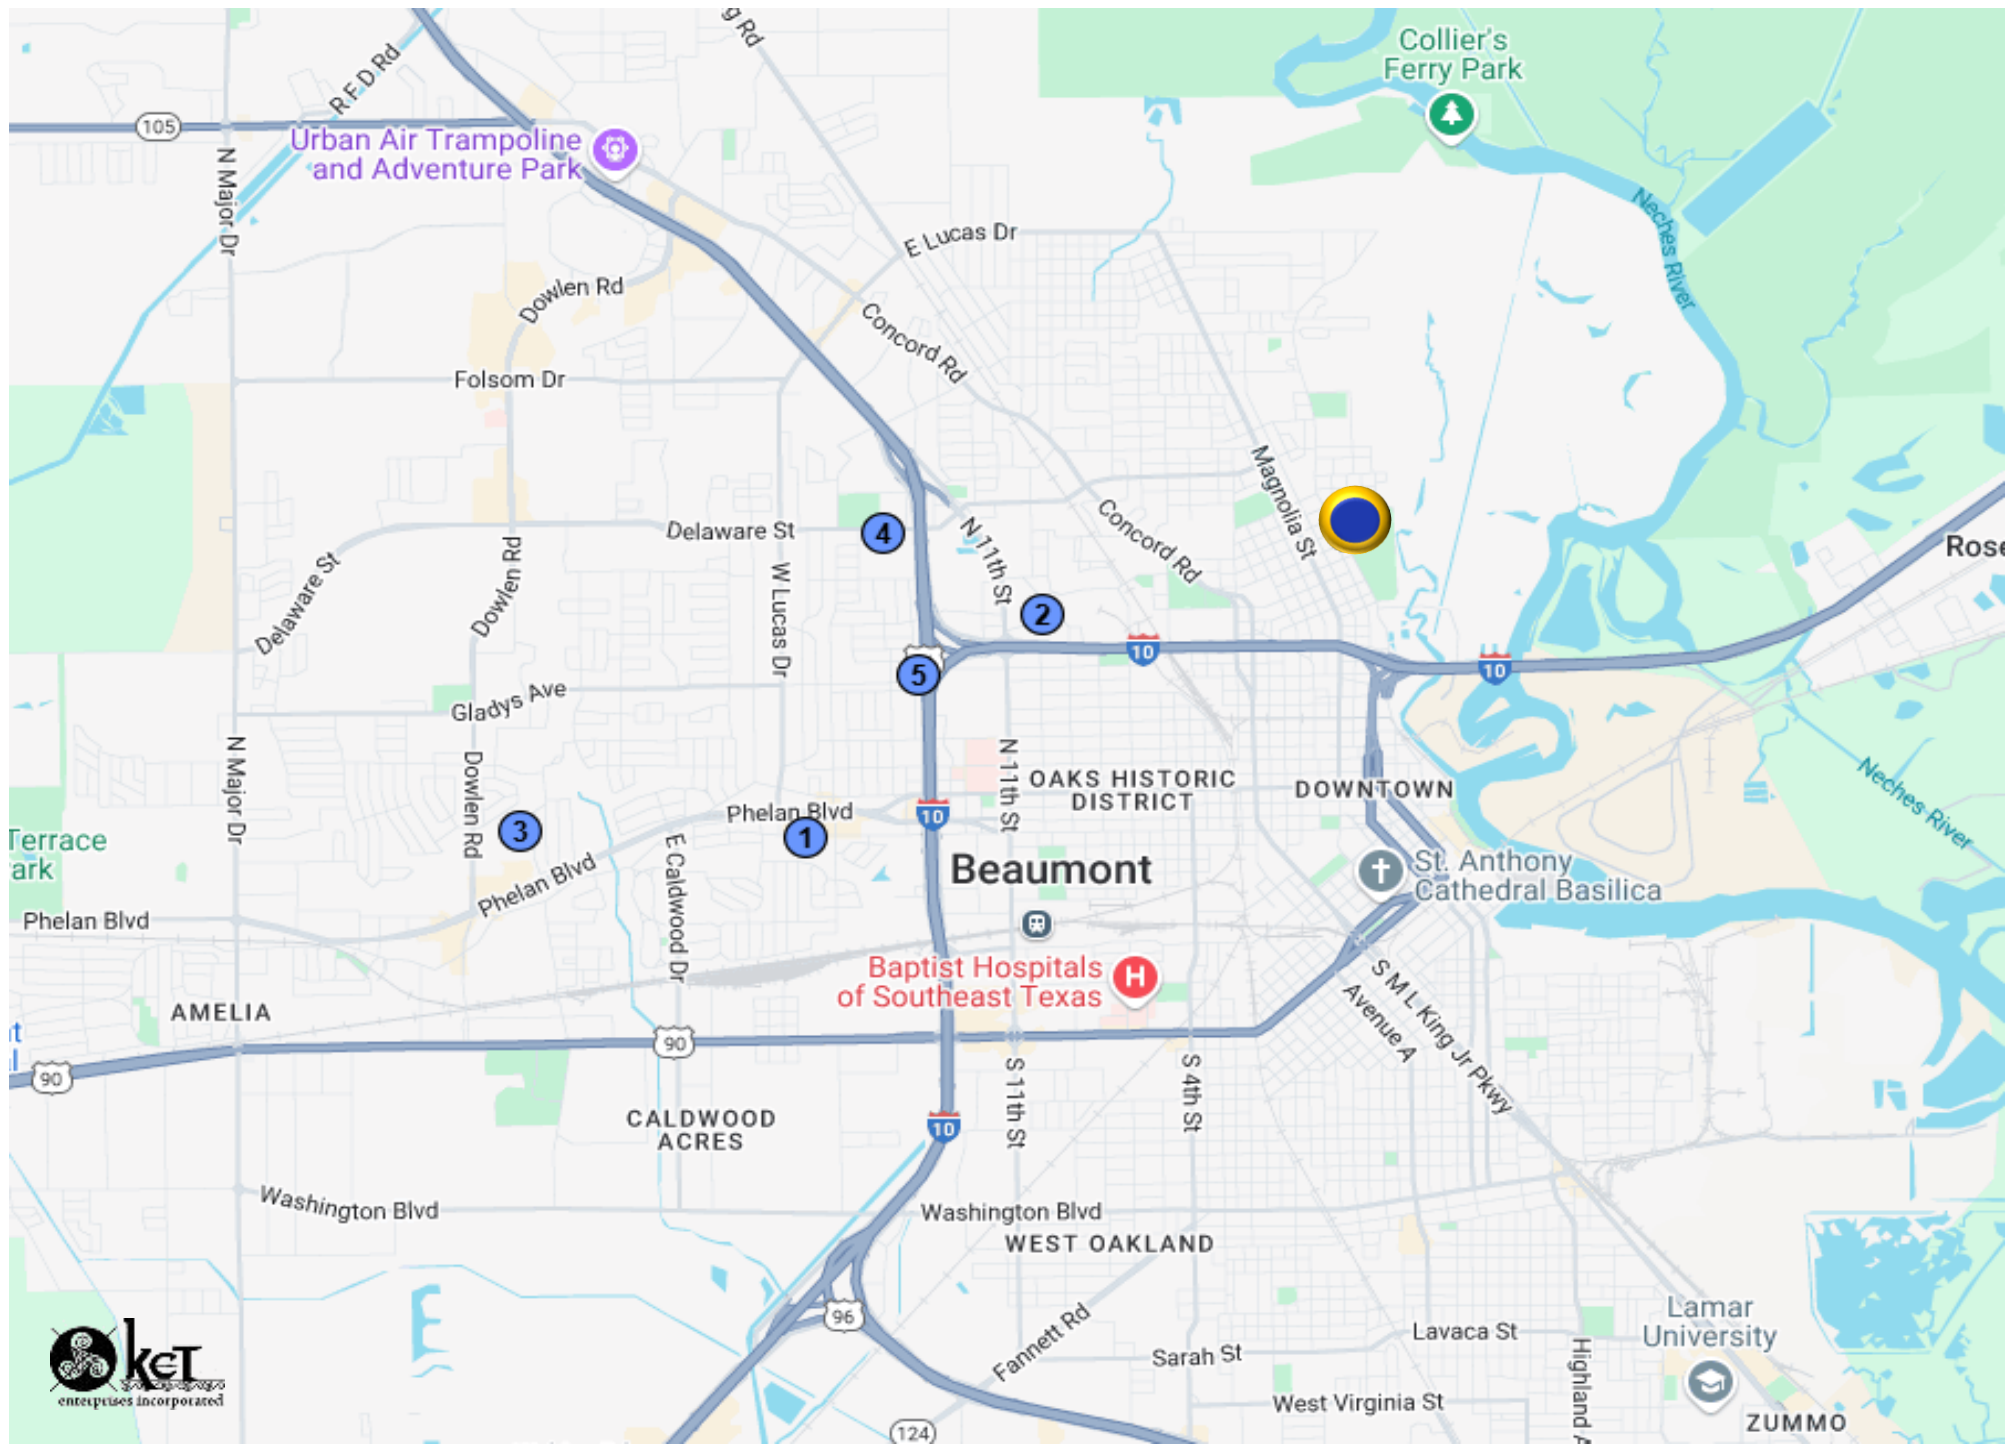 g Rd
Collier's
Ferry Park
R F D Rd
105
Urban Air Trampoline
and Adventure Park
N Major Dr
Neches River
E Lucas Dr
Dowlen Rd
Concord Rd
Folsom Dr
Magnolia St
Delaware St
4
N 11th St
Concord Rd
Rose
Dowlen Rd
W Lucas Dr
Delaware St
2
10
10
5
Gladys Ave
N Major Dr
Dowlen Rd
N 11th St
OAKS HISTORIC
DISTRICT
DOWNTOWN
Neches River
Phelan Blvd
10
3
1
Terrace
ark
E Caldwood Dr
Phelan Blvd
Beaumont
St. Anthony
Cathedral Basilica
Phelan Blvd
Baptist Hospitals
of Southeast Texas
H
S M L King Jr Pkwy
Avenue A
AMELIA
nt
al
90
90
S 11th St
S 4th St
CALDWOOD
ACRES
10
Washington Blvd
Washington Blvd
WEST OAKLAND
96
Fannett Rd
Sarah St
Lavaca St
Lamar
University
Highland A
West Virginia St
ZUMMO
124
KCT
enterprises incorporated